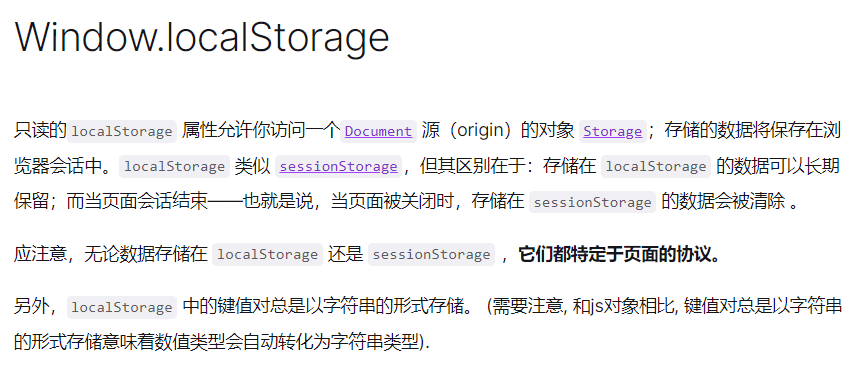 Window.localStorage
只读的 localStorage 属性允许你访问一个 Document 源（origin）的对象 Storage；存储的数据将保存在浏
览器会话中。localStorage 类似 sessionStorage，但其区别在于：存储在 localStorage 的数据可以长期
保留；而当页面会话结束——也就是说，当页面被关闭时，存储在 sessionStorage 的数据会被清除 。
应注意，无论数据存储在 localStorage 还是 sessionStorage ，它们都特定于页面的协议。
另外，localStorage 中的键值对总是以字符串的形式存储。 (需要注意, 和js对象相比, 键值对总是以字符串
的形式存储意味着数值类型会自动转化为字符串类型).